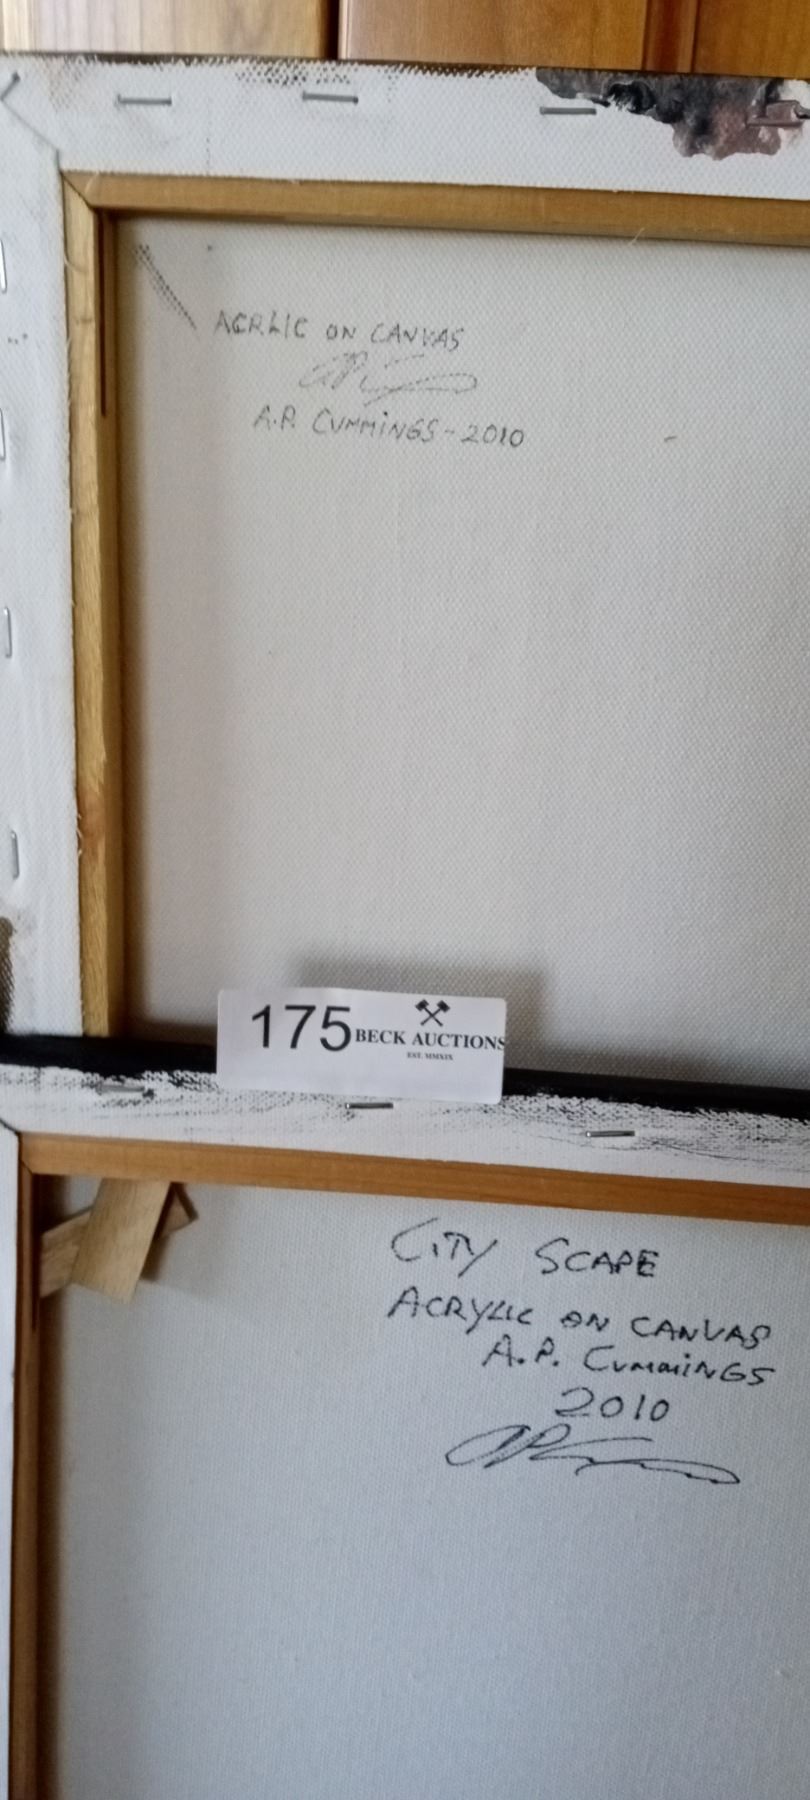 ACRLIC ON CANVAS
A.P. CUMMINGS - 2010
175 BECK AUCTIONS
EST. MMXIX
CITY SCAPE
ACRYLIC ON CANVAS
A.P. CUMMINGS
2010